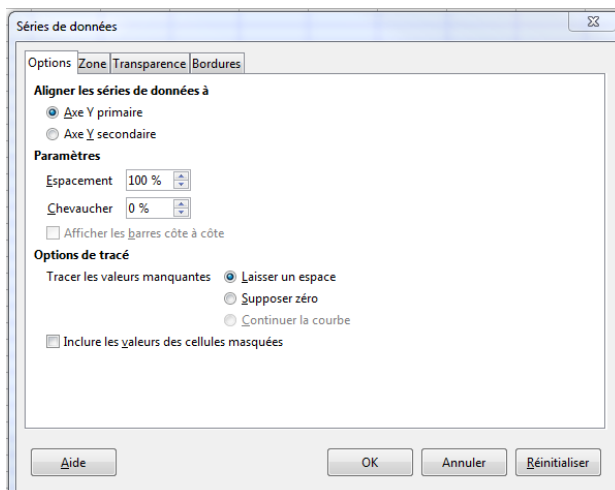 Séries de données
Options Zone Transparence Bordures
Aligner les séries de données à
Axe Y primaire
Axe Y secondaire
Paramètres
Espacement 100 %
Chevaucher 0 %
Afficher les barres côte à côte
Options de tracé
Tracer les valeurs manquantes Laisser un espace
Supposer zéro
Continuer la courbe
Inclure les valeurs des cellules masquées
Aide OK Annuler Réinitialiser